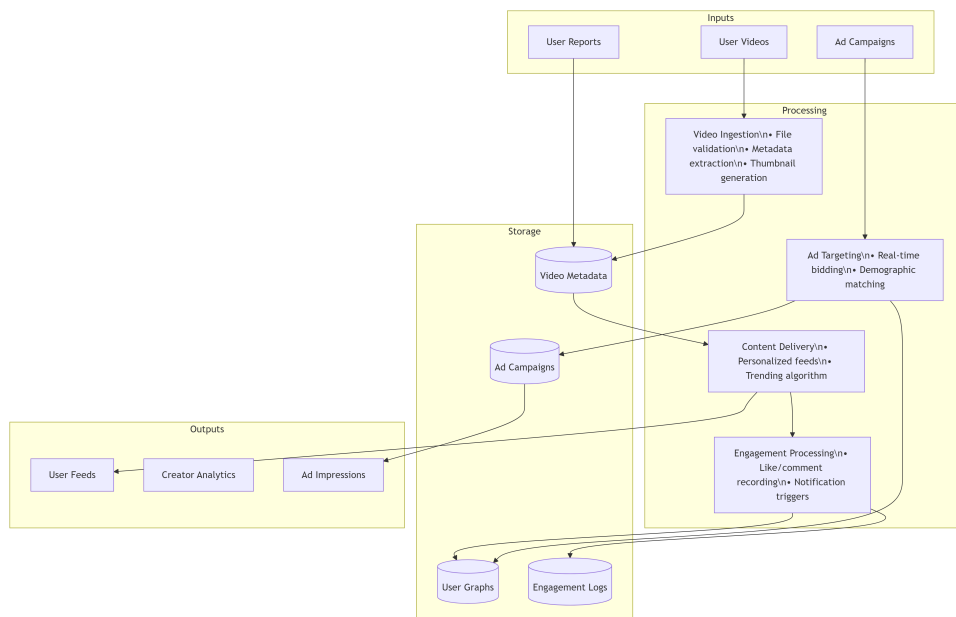 Inputs
User Reports
User Videos
Ad Campaigns
Processing
Video Ingestion\n• File
validation\n• Metadata
extraction\n• Thumbnail
generation
Storage
Video Metadata
Ad Targeting\n• Real-time
bidding\n• Demographic
matching
Ad Campaigns
Content Delivery\n•
Personalized feeds\n•
Trending algorithm
Outputs
User Feeds
Creator Analytics
Ad Impressions
Engagement Processing\n•
Like/comment
recording\n• Notification
triggers
User Graphs
Engagement Logs